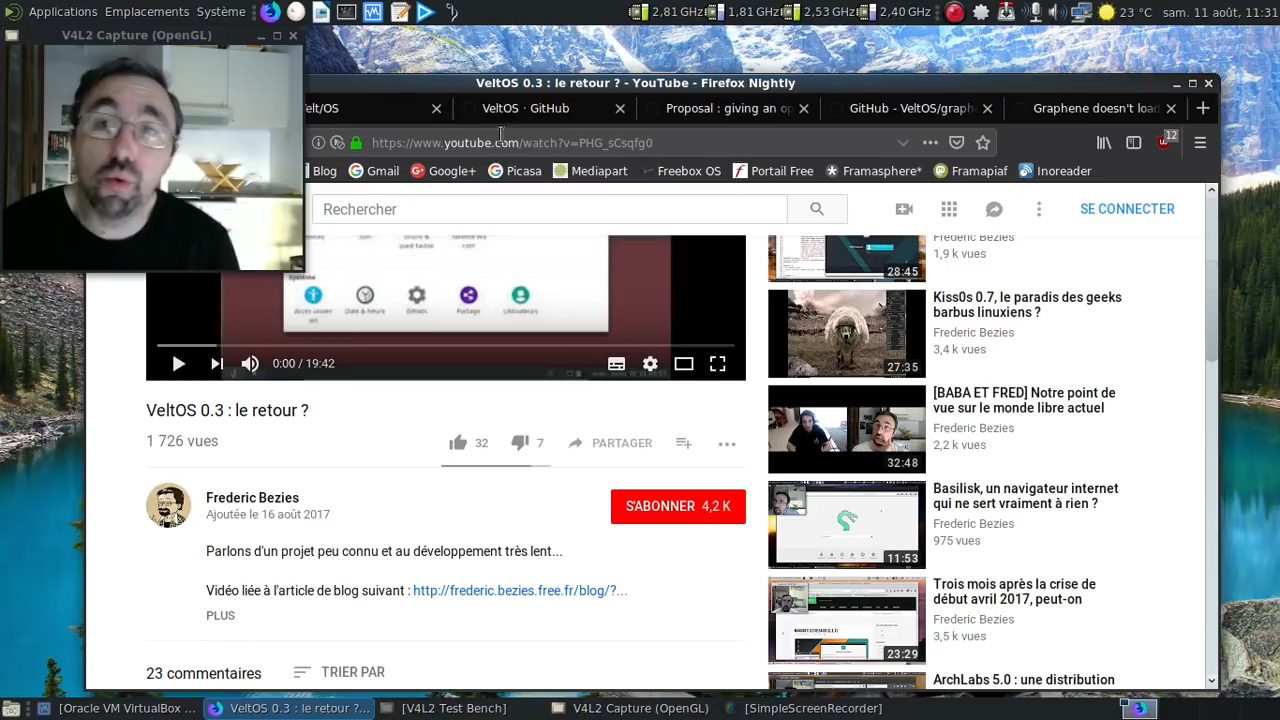 Applications Emplacements Système 2,81 GHz 1,81 GHz 2,53 GHz 2,40 GHz 23 °C sam. 11 août, 11:31
V4L2 Capture (OpenGL)
VeltOS 0.3 : le retour ? - YouTube - Firefox Nightly
elt/OS VeltOS · GitHub Proposal : giving an op GitHub - VeltOS/graph Graphene doesn't load
https://www.youtube.com/watch?v=PHG_sCsqfg0 12
Blog Gmail Google+ Picasa Mediapart Freebox OS Portail Free Framasphere* Framapiaf Inoreader
Rechercher SE CONNECTER
Frederic Bezies
1,9 k vues
28:45
Date & heure Détails Partage Utilisateurs
0:00 / 19:42
Kiss0s 0.7, le paradis des geeks
barbus linuxiens ?
Frederic Bezies
3,4 k vues
27:35
VeltOS 0.3 : le retour ?
1 726 vues
32 7 PARTAGER
[BABA ET FRED] Notre point de
vue sur le monde libre actuel
Frederic Bezies
2,2 k vues
32:48
Frederic Bezies
Ajoutée le 16 août 2017
S'ABONNER 4,2 K
Parlons d'un projet peu connu et au développement très lent...
Vidéo liée à l'article de blog suivant : http://frederic.bezies.free.fr/blog/?...
PLUS
Basilisk, un navigateur internet
qui ne sert vraiment à rien ?
Frederic Bezies
975 vues
11:53
Trois mois après la crise de
début avril 2017, peut-on
Frederic Bezies
3,5 k vues
23:29
23 commentaires TRIER PAR
ArchLabs 5.0 : une distribution
[Oracle VM VirtualBox ... VeltOS 0.3 : le retour ?... [V4L2 Test Bench] V4L2 Capture (OpenGL) [SimpleScreenRecorder]